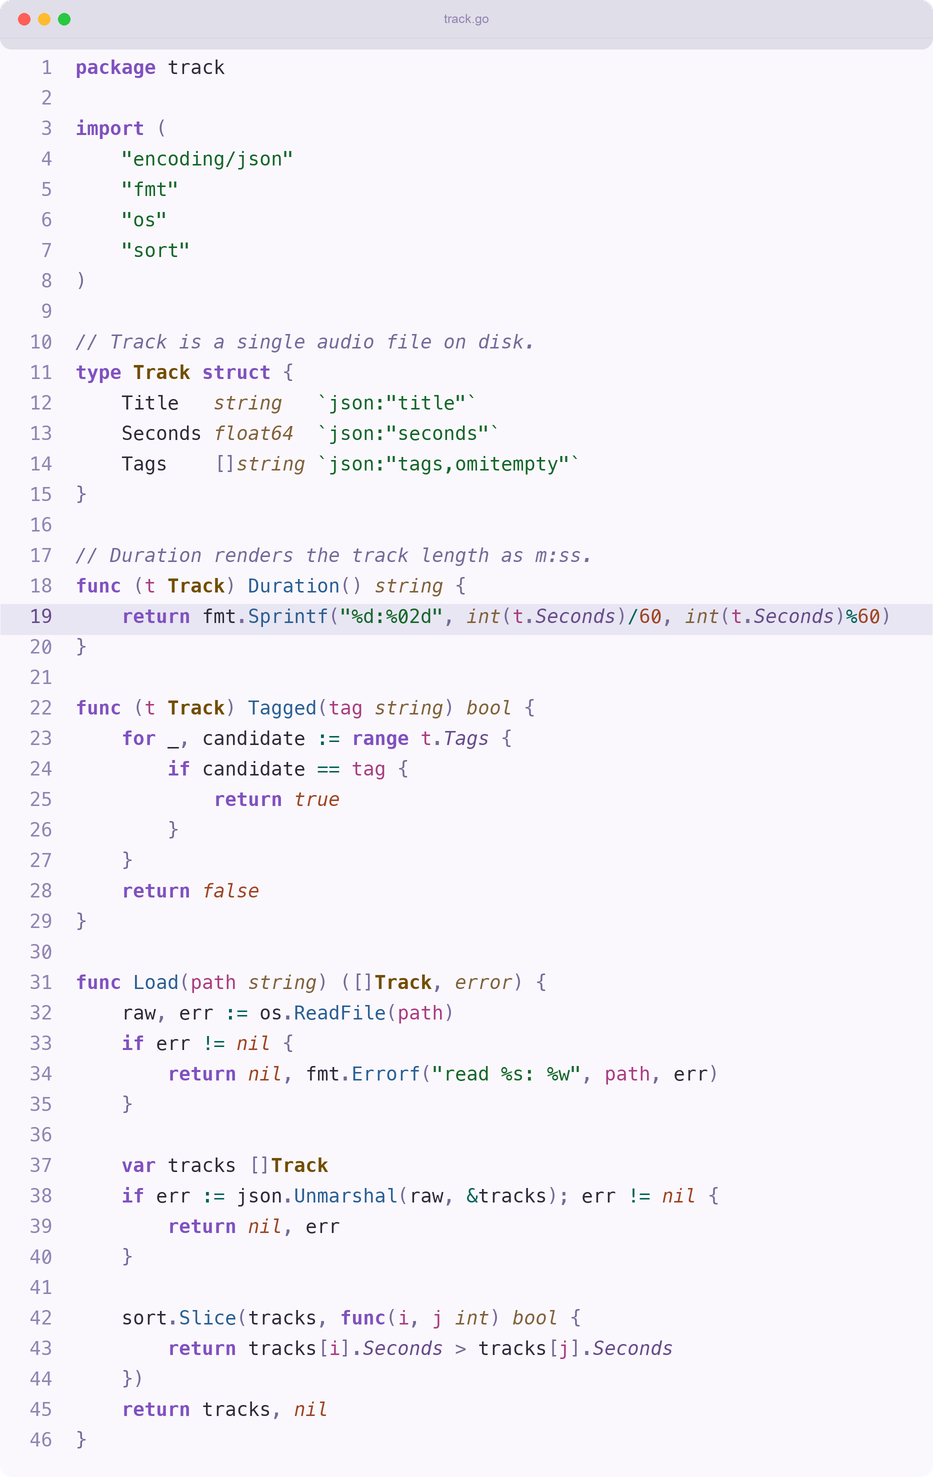 track.go
1 package track
2
3 import (
4     "encoding/json"
5     "fmt"
6     "os"
7     "sort"
8 )
9
10 // Track is a single audio file on disk.
11 type Track struct {
12     Title   string   `json:"title"`
13     Seconds float64  `json:"seconds"`
14     Tags    []string `json:"tags,omitempty"`
15 }
16
17 // Duration renders the track length as m:ss.
18 func (t Track) Duration() string {
19     return fmt.Sprintf("%d:%02d", int(t.Seconds)/60, int(t.Seconds)%60)
20 }
21
22 func (t Track) Tagged(tag string) bool {
23     for _, candidate := range t.Tags {
24         if candidate == tag {
25             return true
26         }
27     }
28     return false
29 }
30
31 func Load(path string) ([]Track, error) {
32     raw, err := os.ReadFile(path)
33     if err != nil {
34         return nil, fmt.Errorf("read %s: %w", path, err)
35     }
36
37     var tracks []Track
38     if err := json.Unmarshal(raw, &tracks); err != nil {
39         return nil, err
40     }
41
42     sort.Slice(tracks, func(i, j int) bool {
43         return tracks[i].Seconds > tracks[j].Seconds
44     })
45     return tracks, nil
46 }